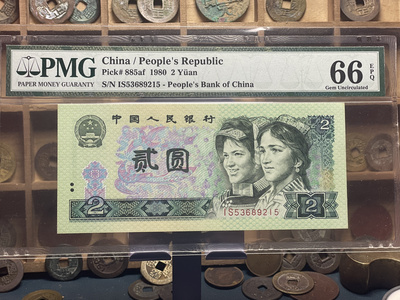 PMG
PAPER MONEY GUARANTY
China / People's Republic
Pick# 885af 1980 2 Yüan
S/N IS53689215 - People's Bank of China
66 EPQ
Gem Uncirculated
中国人民银行
2
贰圆
2
IS53689215
2